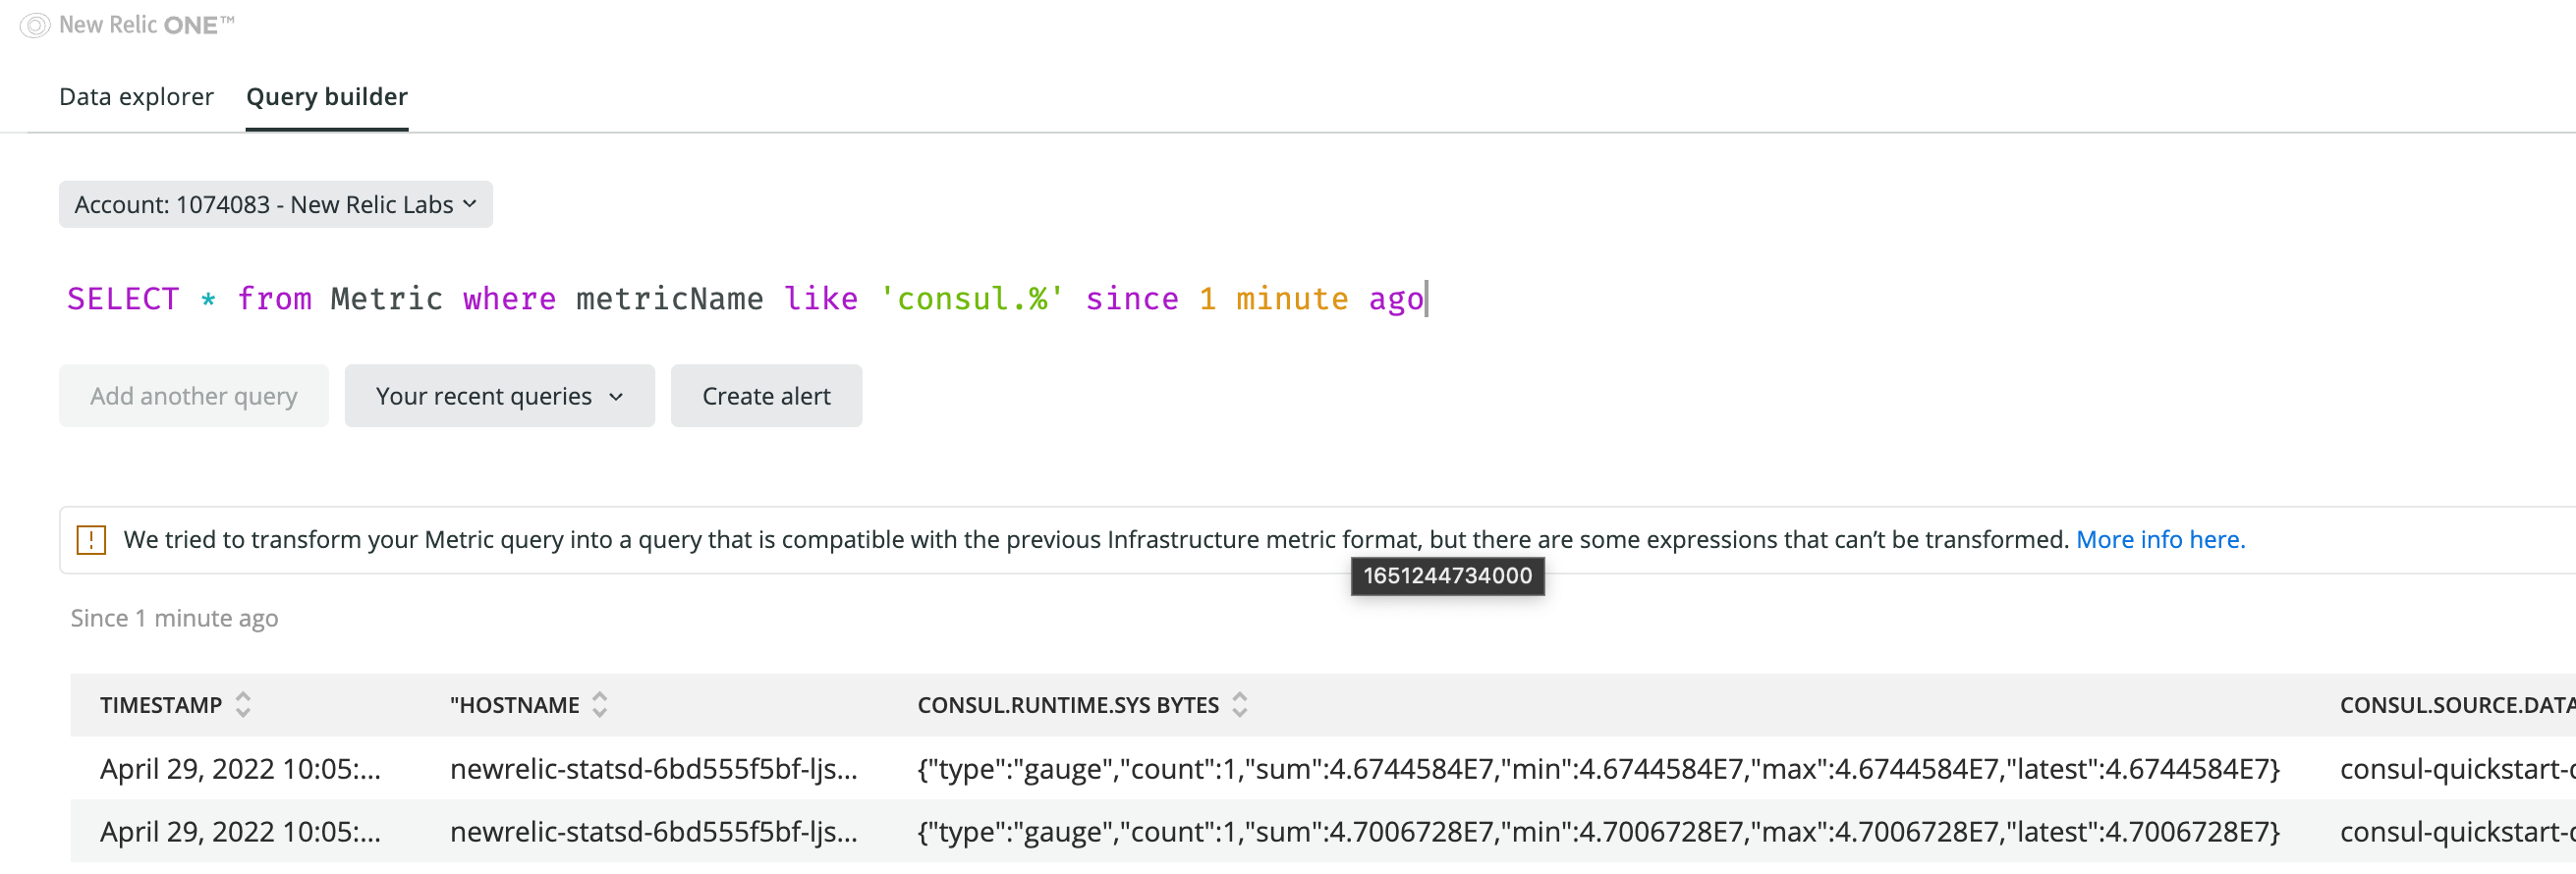 New Relic ONE™
Data explorer Query builder
Account: 1074083 - New Relic Labs
SELECT * from Metric where metricName like 'consul.%' since 1 minute ago
Add another query Your recent queries Create alert
We tried to transform your Metric query into a query that is compatible with the previous Infrastructure metric format, but there are some expressions that can't be transformed. More info here.
1651244734000
Since 1 minute ago
TIMESTAMP "HOSTNAME CONSUL.RUNTIME.SYS BYTES CONSUL.SOURCE.DATA
April 29, 2022 10:05:... newrelic-statsd-6bd555f5bf-ljs... {"type":"gauge","count":1,"sum":4.6744584E7,"min":4.6744584E7,"max":4.6744584E7,"latest":4.6744584E7} consul-quickstart-c
April 29, 2022 10:05:... newrelic-statsd-6bd555f5bf-ljs... {"type":"gauge","count":1,"sum":4.7006728E7,"min":4.7006728E7,"max":4.7006728E7,"latest":4.7006728E7} consul-quickstart-c